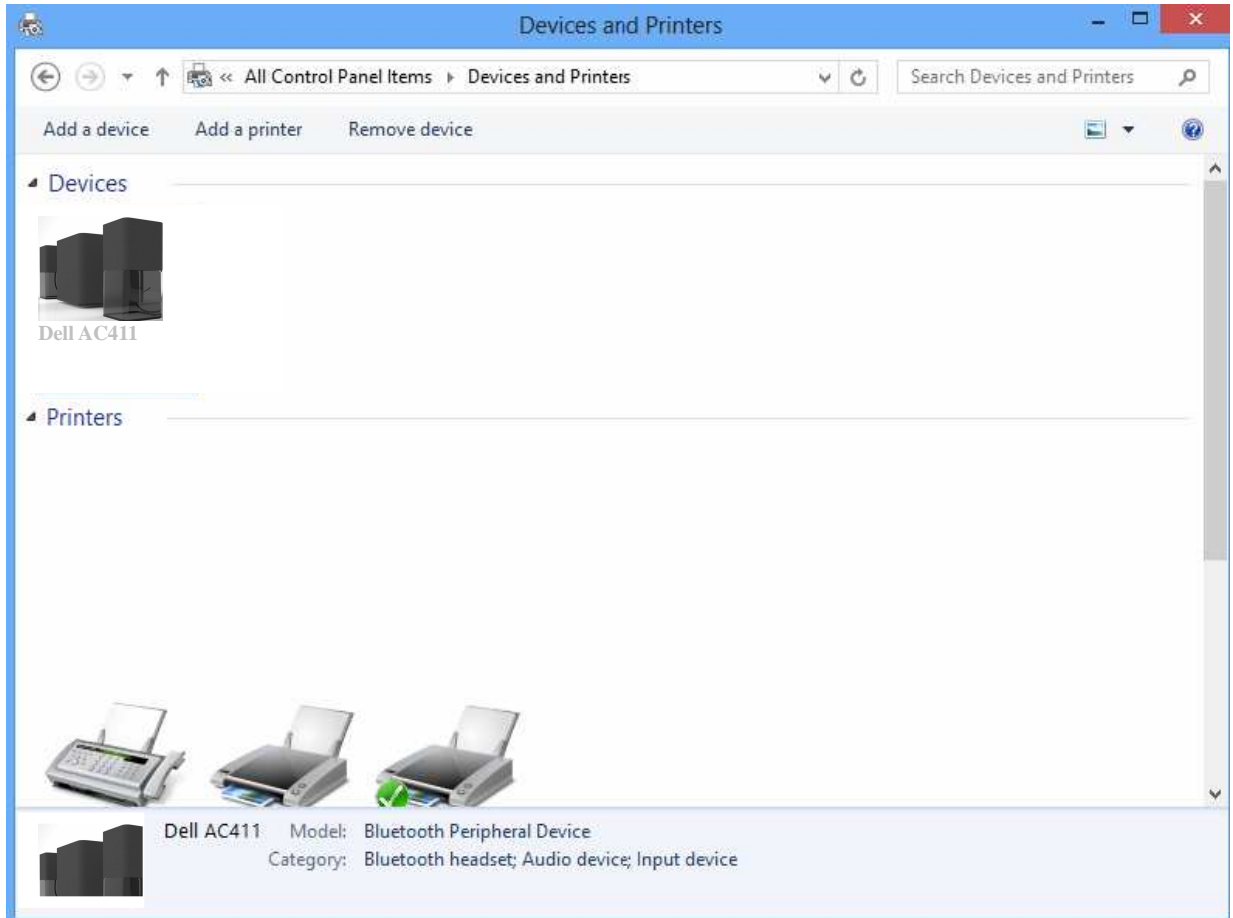 Devices and Printers
« All Control Panel Items ▸ Devices and Printers
Search Devices and Printers
Add a device Add a printer Remove device
Devices
Dell AC411
Printers
Dell AC411 Model: Bluetooth Peripheral Device
Category: Bluetooth headset; Audio device; Input device